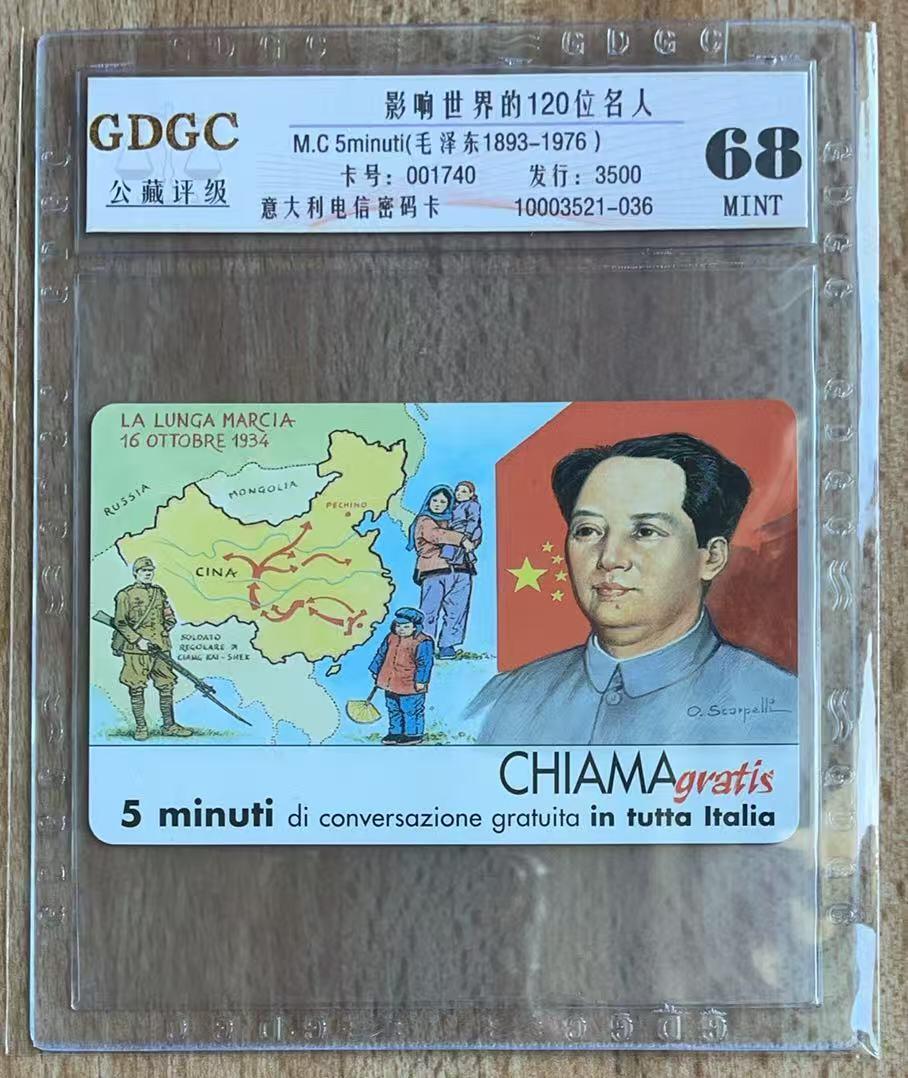 GDGC
GDGC
公藏评级
影响世界的120位名人
M.C 5minuti(毛泽东1893-1976)
卡号：001740 发行：3500
意大利电信密码卡 10003521-036
68
MINT
LA LUNGA MARCIA
16 OTTOBRE 1934
RUSSIA
MONGOLIA
PECHINO
CINA
SOLDATO
REGOLARE DI
CIANG KAI-SHEK
O. Scarpelli
CHIAMAgratis
5 minuti di conversazione gratuita in tutta Italia